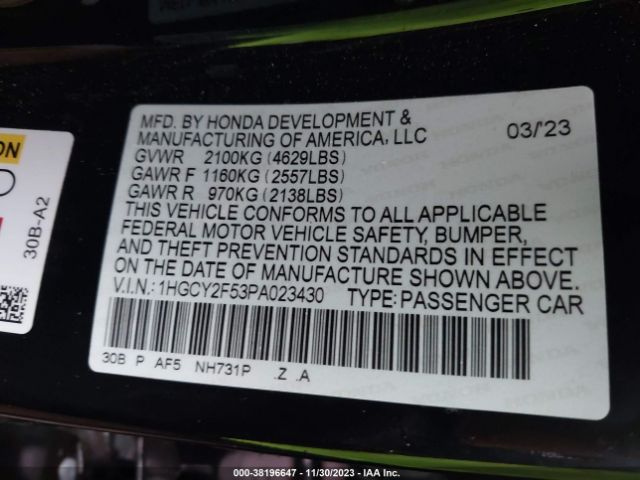 MFD. BY HONDA DEVELOPMENT &
MANUFACTURING OF AMERICA, LLC 03/'23
GVWR 2100KG (4629LBS)
GAWR F 1160KG (2557LBS)
GAWR R 970KG (2138LBS)
THIS VEHICLE CONFORMS TO ALL APPLICABLE
FEDERAL MOTOR VEHICLE SAFETY, BUMPER,
AND THEFT PREVENTION STANDARDS IN EFFECT
ON THE DATE OF MANUFACTURE SHOWN ABOVE.
V.I.N.: 1HGCY2F53PA023430 TYPE: PASSENGER CAR
30B P AF5 NH731P .Z .A
30B-A2
000-38196647 — 11/30/2023 — IAA Inc.